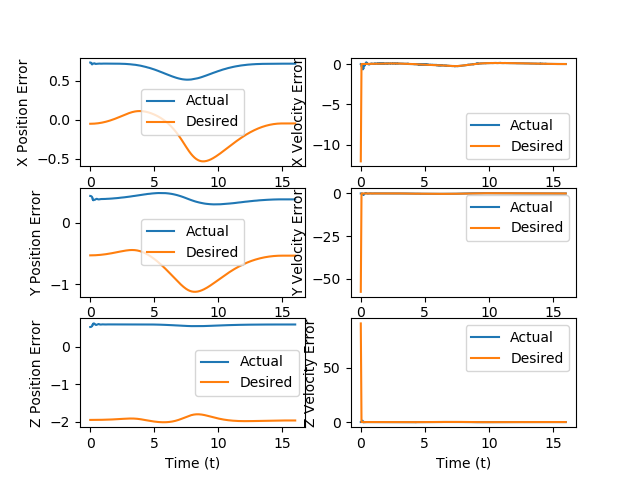 X Position Error
0.5
0.0
−0.5
Actual
Desired
0
5
10
15
X Velocity Error
0
−5
−10
Actual
Desired
0
5
10
15
Y Position Error
0
−1
Actual
Desired
0
5
10
15
Y Velocity Error
0
−25
−50
Actual
Desired
0
5
10
15
Z Position Error
0
−1
−2
Actual
Desired
0
5
10
15
Time (t)
Z Velocity Error
50
0
Actual
Desired
0
5
10
15
Time (t)